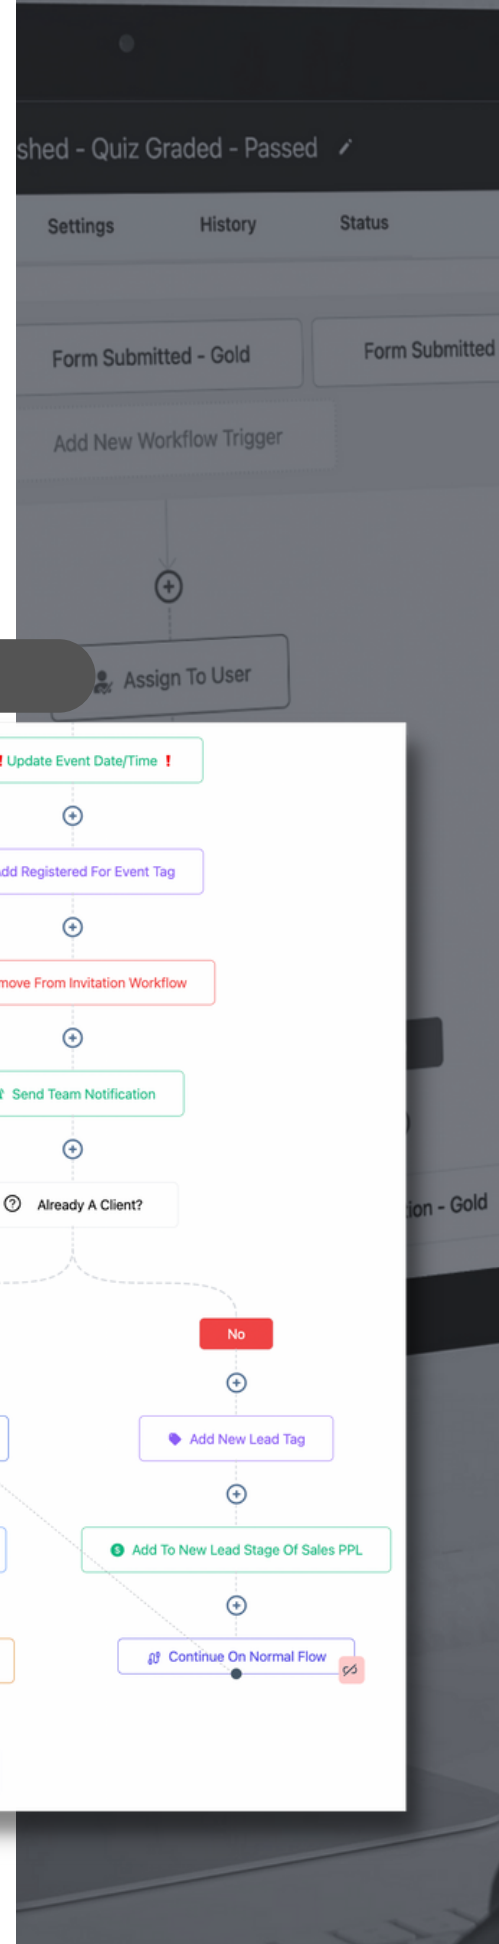 shed - Quiz Graded - Passed
Settings History Status
Form Submitted - Gold Form Submitted
Add New Workflow Trigger
Assign To User
❗ Update Event Date/Time ❗
dd Registered For Event Tag
move From Invitation Workflow
Send Team Notification
Already A Client?
ion - Gold
No
Add New Lead Tag
Add To New Lead Stage Of Sales PPL
Continue On Normal Flow